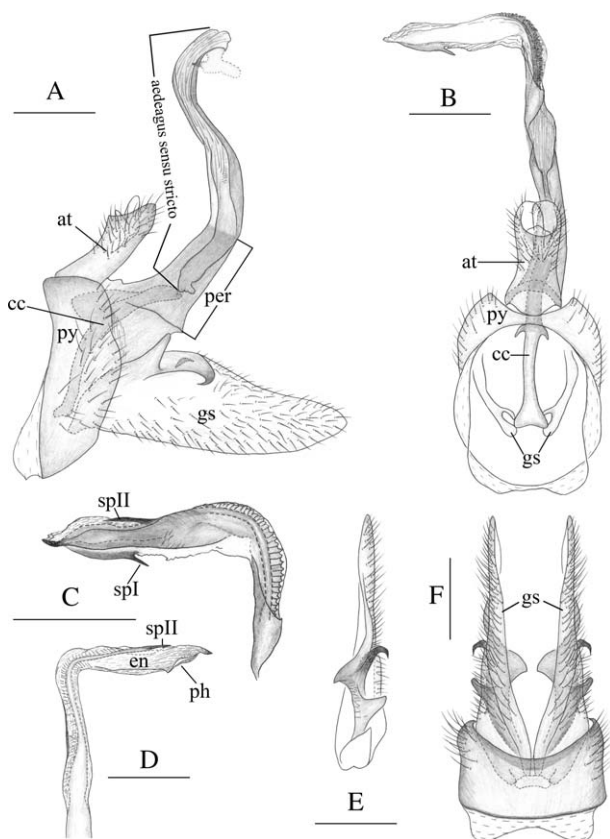 A
aedeagus sensu stricto
at
cc
py
per
gs
B
at
py
cc
gs
spII
spI
C
spII
en
ph
D
E
F
gs